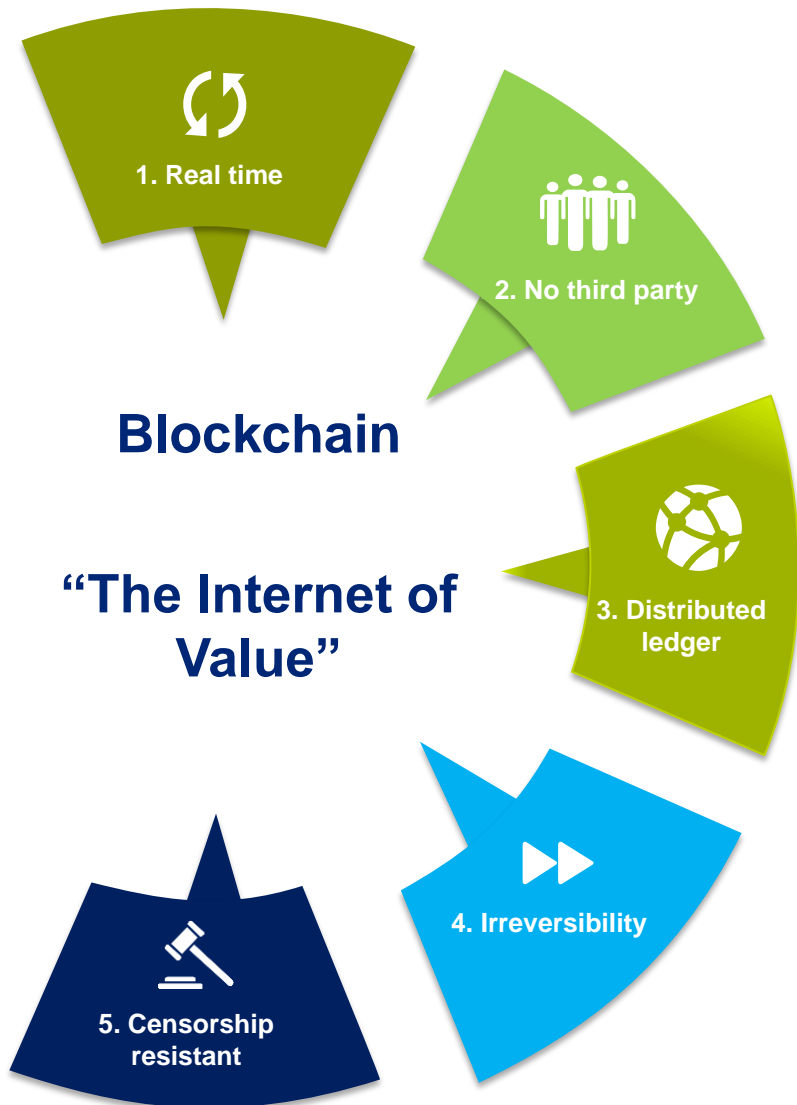 1. Real time
2. No third party
Blockchain
“The Internet of
Value”
3. Distributed
ledger
4. Irreversibility
5. Censorship
resistant